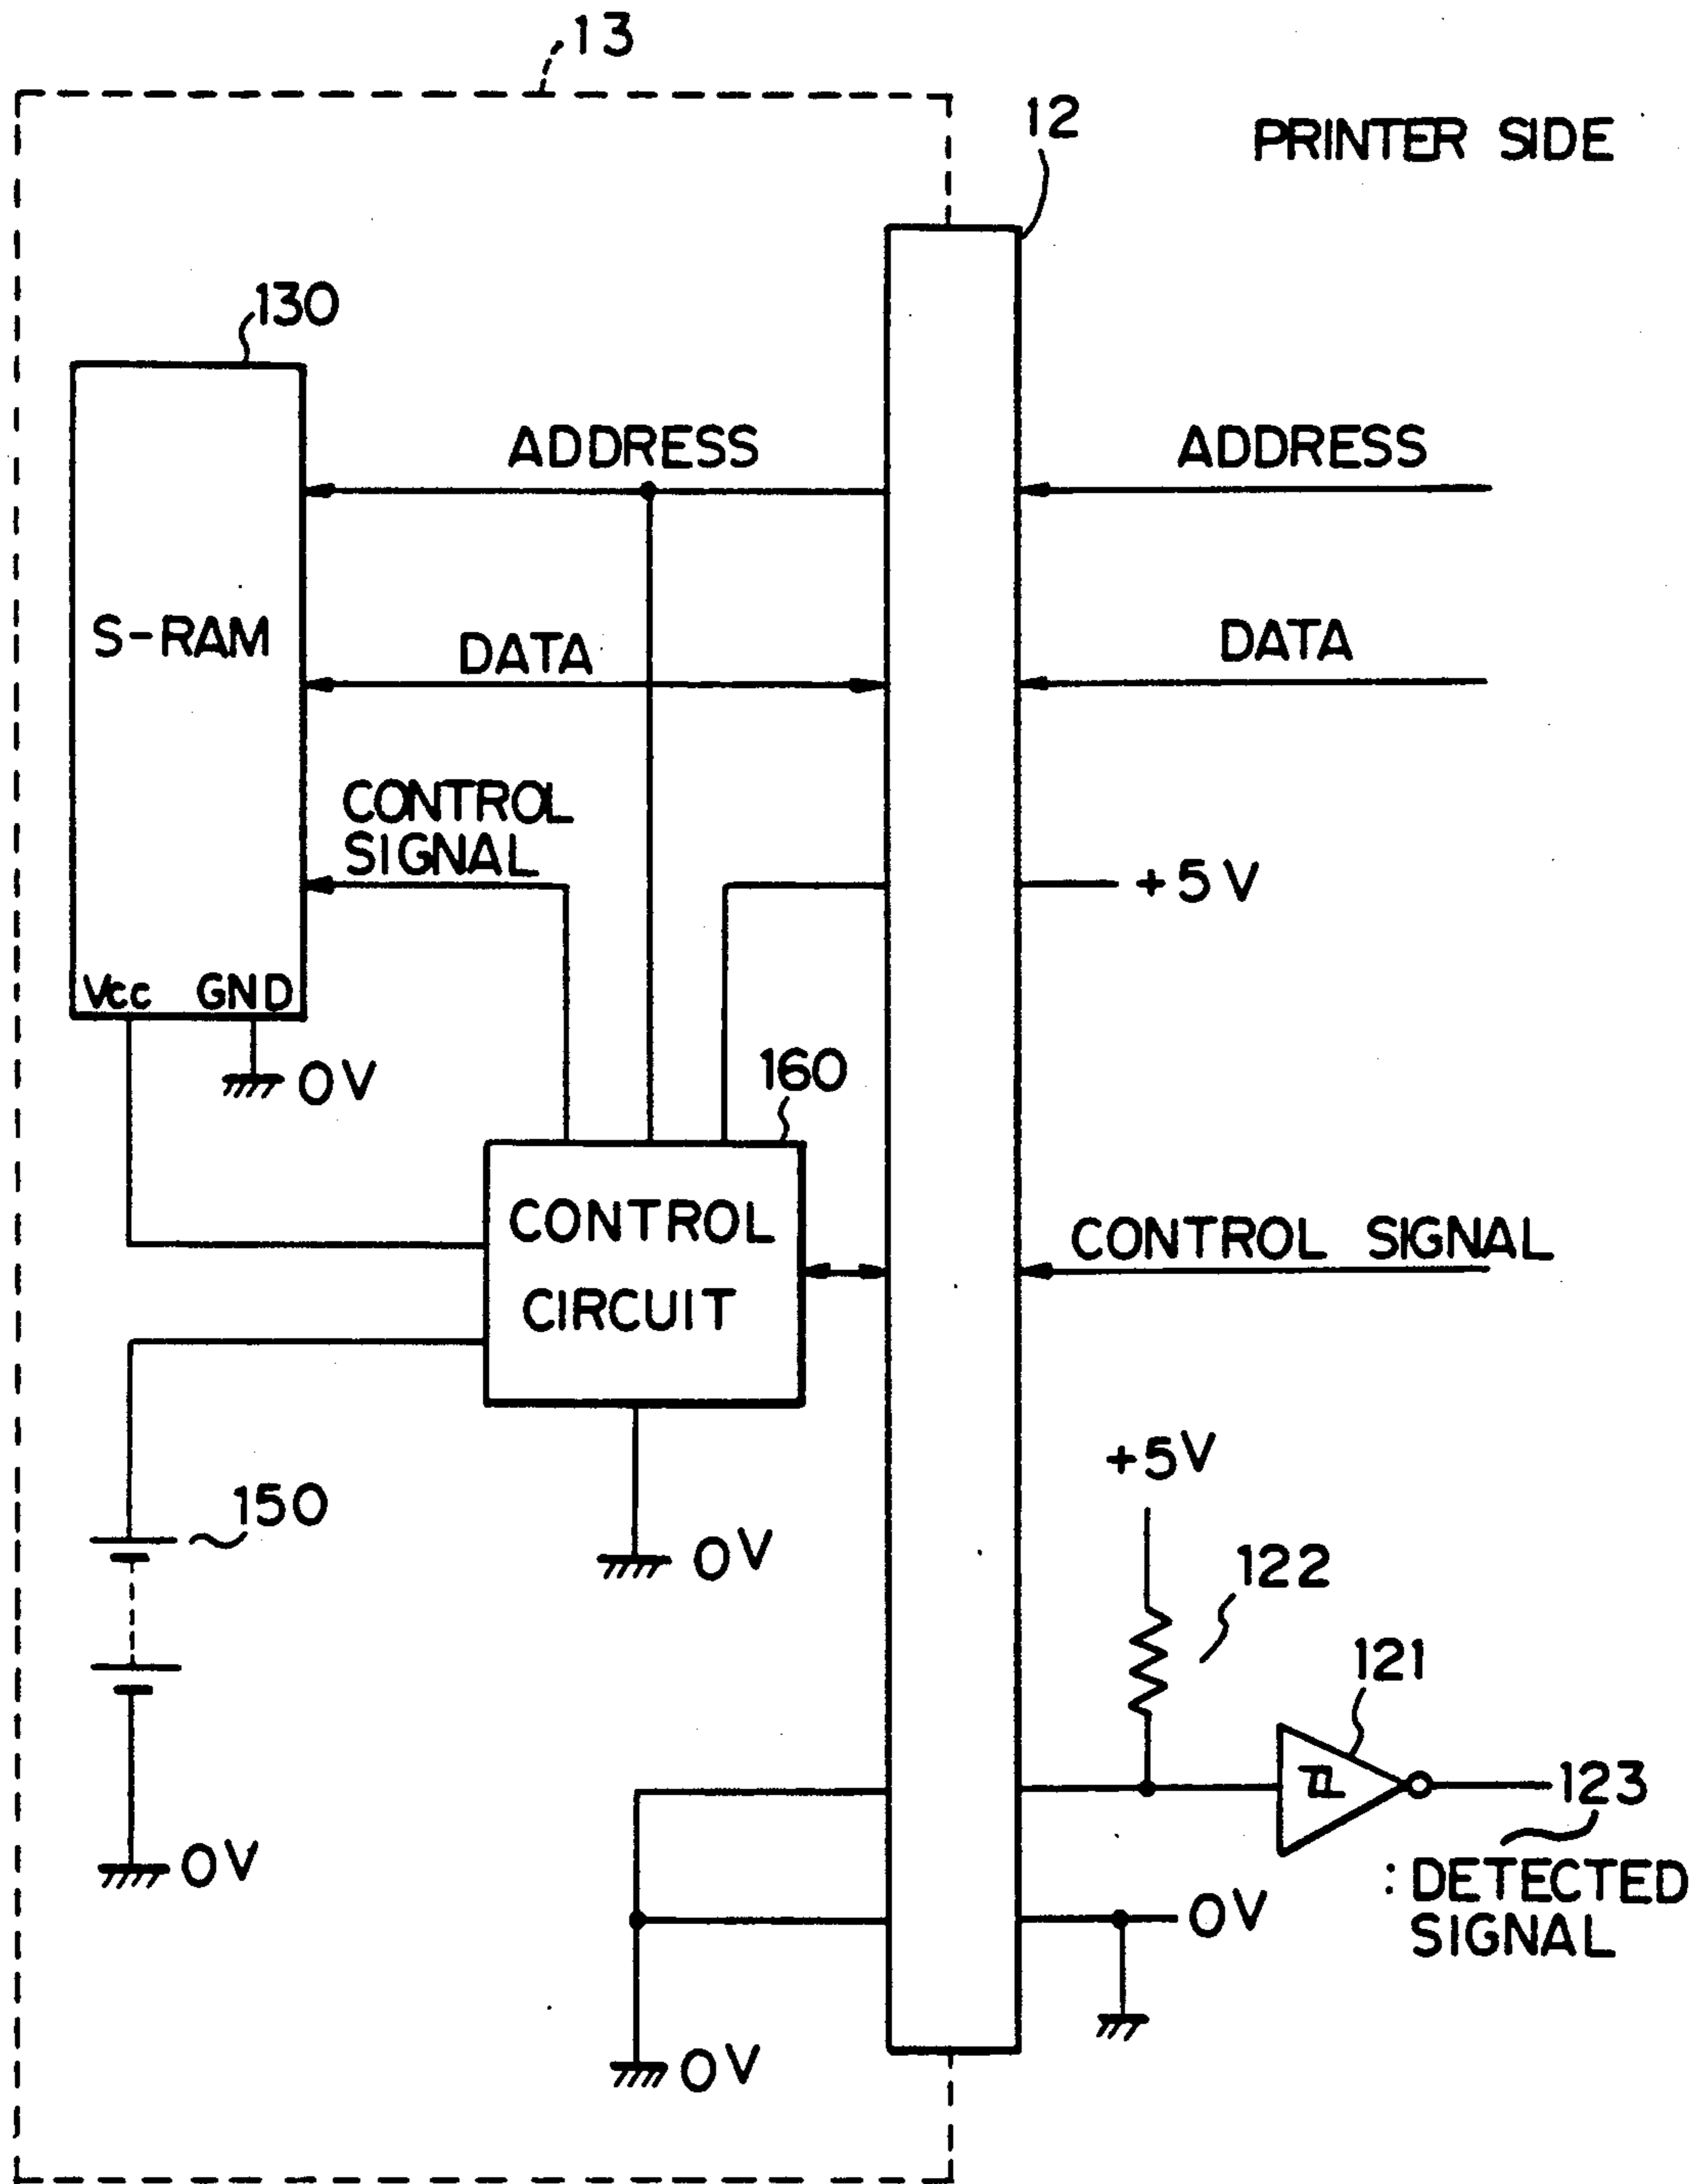 13
12
PRINTER SIDE
130
ADDRESS
ADDRESS
S-RAM
DATA
DATA
CONTROL
SIGNAL
+5V
Vcc GND
0V
160
CONTROL
CIRCUIT
CONTROL SIGNAL
+5V
150
0V
122
121
123
: DETECTED
SIGNAL
0V
0V
0V